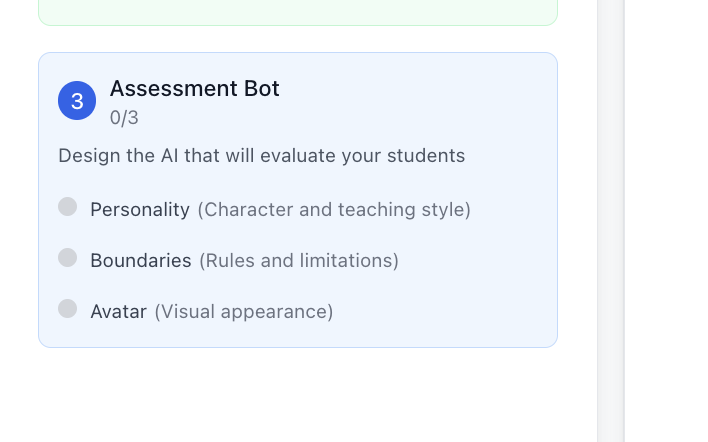 3
Assessment Bot
0/3
Design the AI that will evaluate your students
Personality (Character and teaching style)
Boundaries (Rules and limitations)
Avatar (Visual appearance)